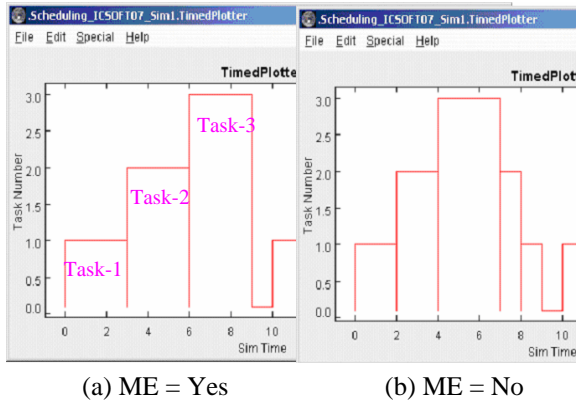 .Scheduling_ICSOFT07_Sim1.TimedPlotter
File Edit Special Help
TimedPlotte
3.0
2.5
2.0
1.5
1.0
0.5
0.0
Task Number
Task-3
Task-2
Task-1
0 2 4 6 8 10
Sim Time
(a) ME = Yes
.Scheduling_ICSOFT07_Sim1.TimedPlotter
File Edit Special Help
TimedPlotte
3.0
2.5
2.0
1.5
1.0
0.5
0.0
Task Number
0 2 4 6 8 10
Sim Time
(b) ME = No